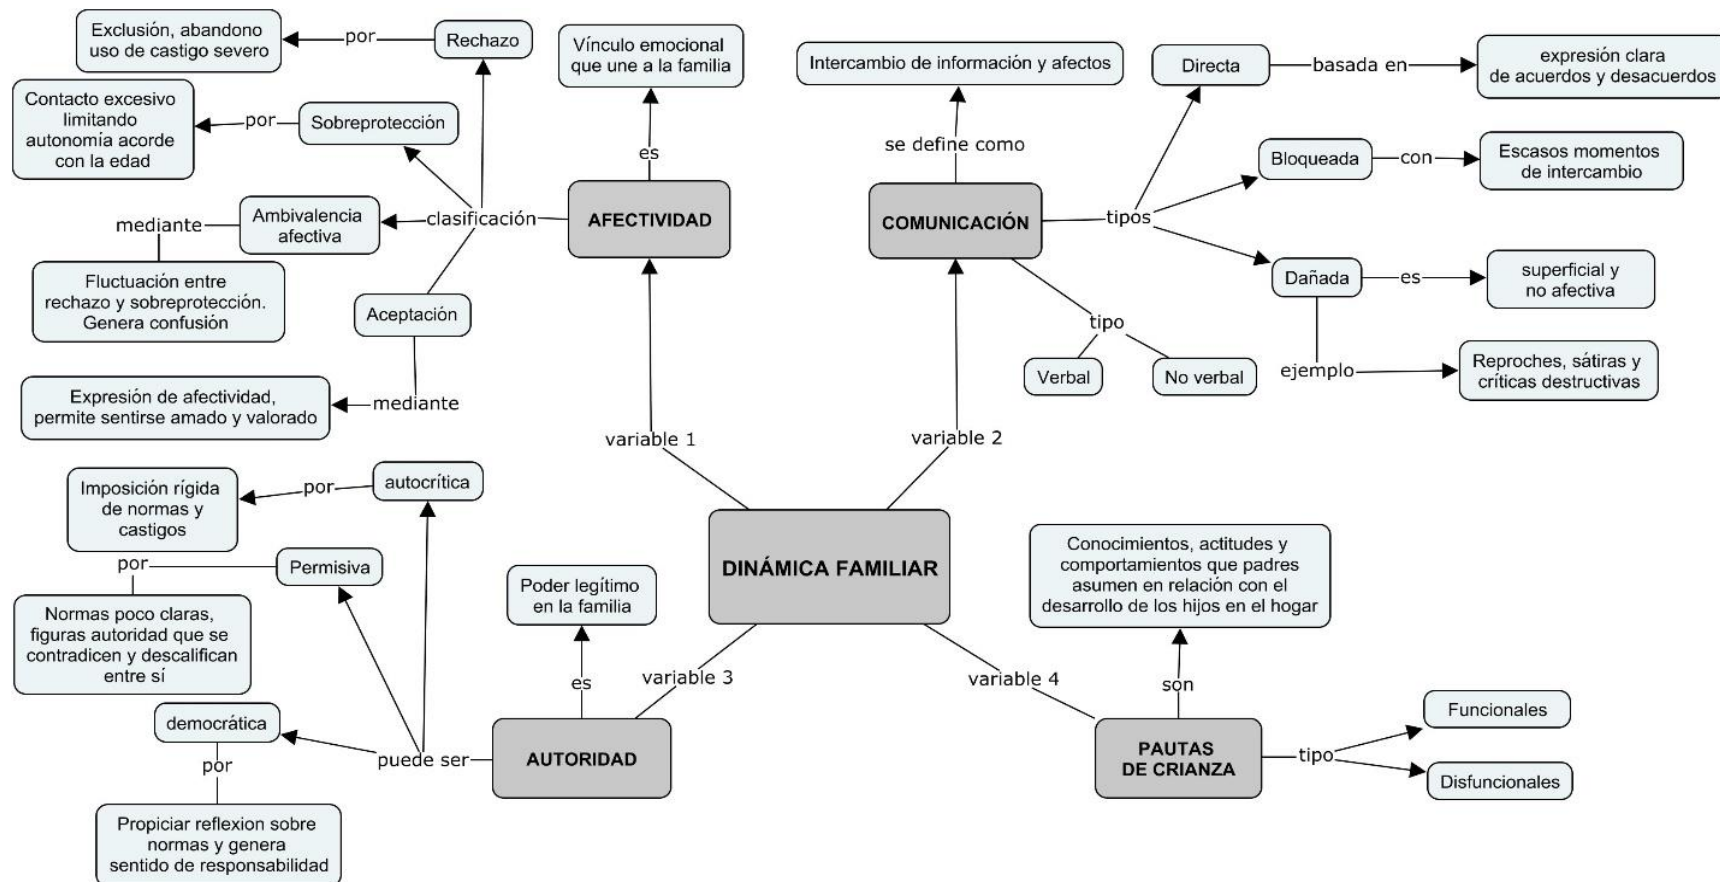 Exclusión, abandono
uso de castigo severo
por
Rechazo
Vínculo emocional
que une a la familia
Intercambio de información y afectos
Directa
basada en
expresión clara
de acuerdos y desacuerdos
Contacto excesivo
limitando
autonomía acorde
con la edad
por
Sobreprotección
es
se define como
Bloqueada
con
Escasos momentos
de intercambio
mediante
Ambivalencia
afectiva
clasificación
AFECTIVIDAD
COMUNICACIÓN
tipos
Fluctuación entre
rechazo y sobreprotección.
Genera confusión
Aceptación
Dañada
es
superficial y
no afectiva
tipo
Verbal
No verbal
ejemplo
Reproches, sátiras y
críticas destructivas
Expresión de afectividad,
permite sentirse amado y valorado
mediante
variable 1
variable 2
Imposición rígida
de normas y
castigos
por
autocrítica
DINÁMICA FAMILIAR
por
Permisiva
Poder legítimo
en la familia
Conocimientos, actitudes y
comportamientos que padres
asumen en relación con el
desarrollo de los hijos en el hogar
Normas poco claras,
figuras autoridad que se
contradicen y descalifican
entre sí
es
variable 3
variable 4
son
democrática
puede ser
AUTORIDAD
PAUTAS
DE CRIANZA
tipo
Funcionales
Disfuncionales
por
Propiciar reflexion sobre
normas y genera
sentido de responsabilidad